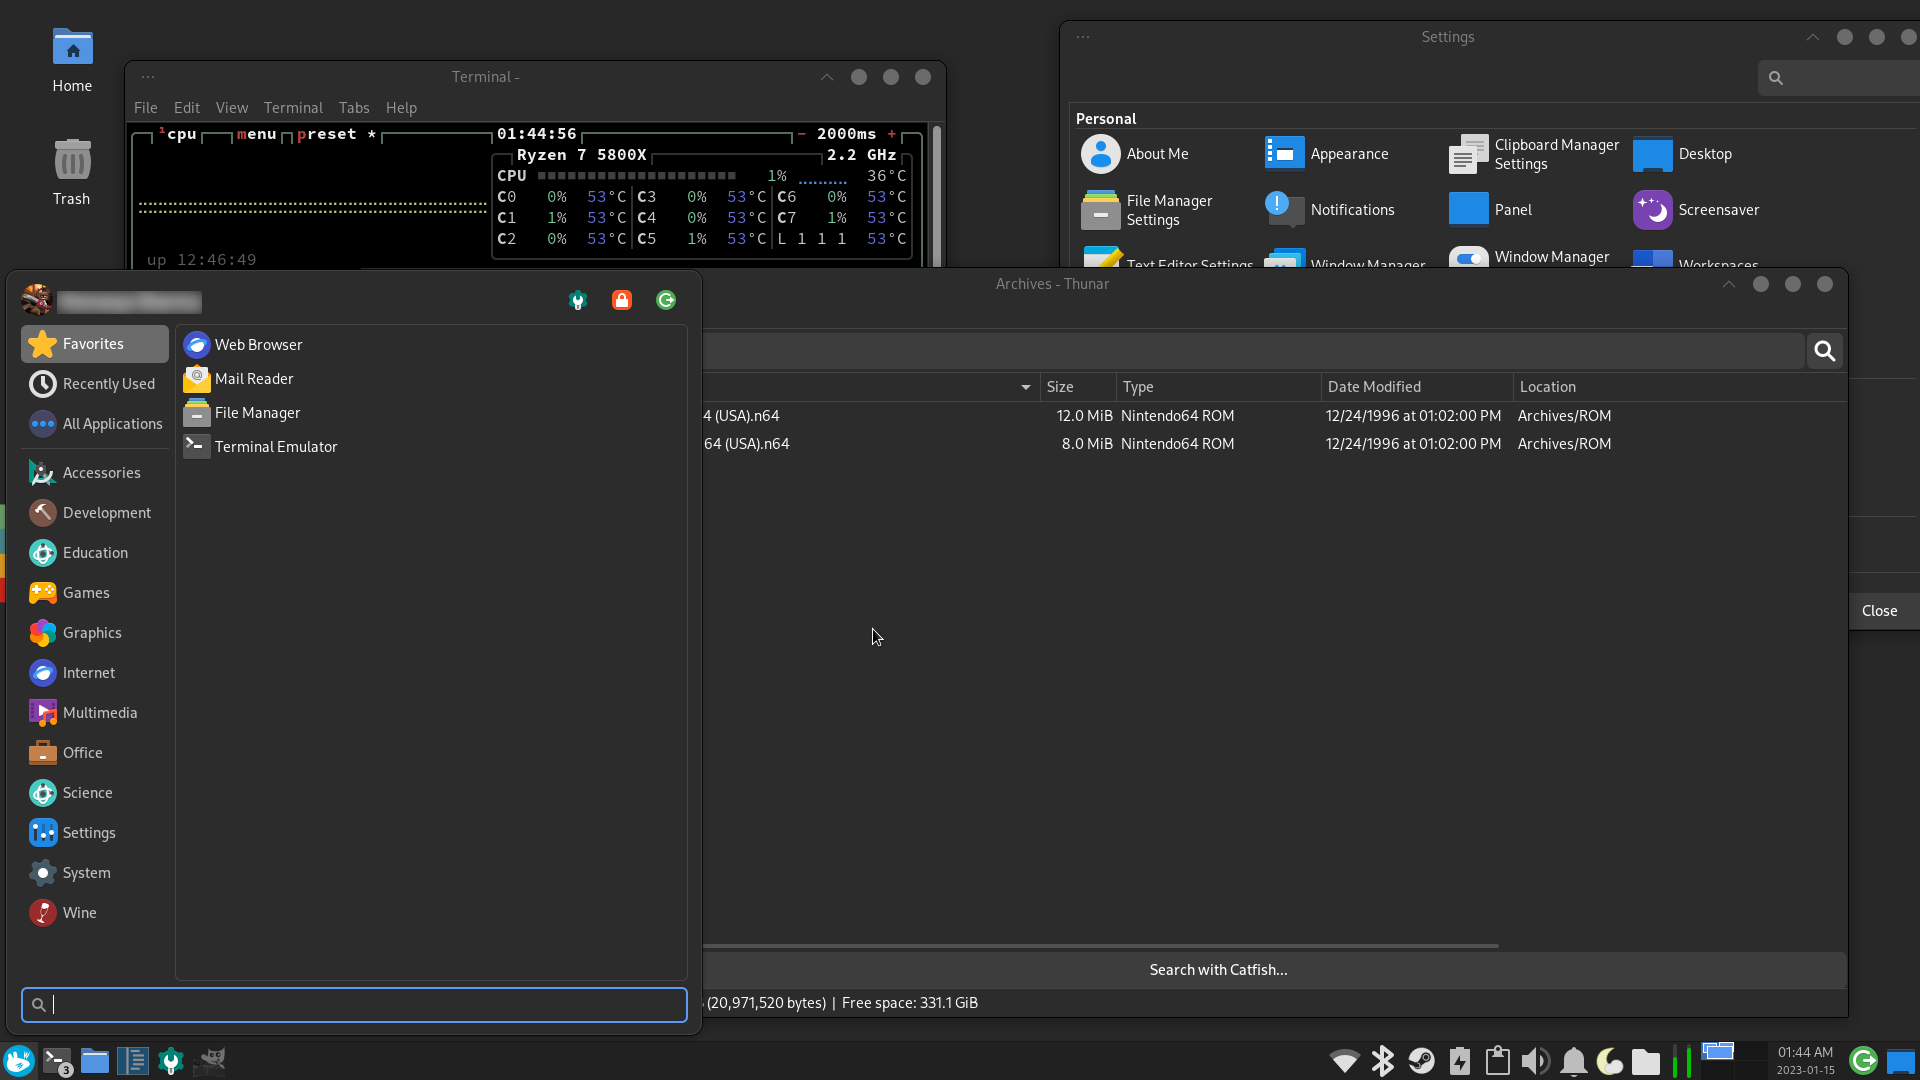 Home
Trash
Terminal -
File Edit View Terminal Tabs Help
¹cpu menu preset * 01:44:56 - 2000ms +
Ryzen 7 5800X 2.2 GHz
CPU 1% 36°C
C0 0% 53°C C3 0% 53°C C6 0% 53°C
C1 1% 53°C C4 0% 53°C C7 1% 53°C
C2 0% 53°C C5 1% 53°C L 1 1 1 53°C
up 12:46:49
Settings
Personal
About Me
Appearance
Clipboard Manager
Settings
Desktop
File Manager
Settings
Notifications
Panel
Screensaver
Text Editor Settings
Window Manager
Window Manager
Workspaces
Close
Favorites
Recently Used
All Applications
Accessories
Development
Education
Games
Graphics
Internet
Multimedia
Office
Science
Settings
System
Wine
Web Browser
Mail Reader
File Manager
Terminal Emulator
Archives - Thunar
Size Type Date Modified Location
4 (USA).n64 12.0 MiB Nintendo64 ROM 12/24/1996 at 01:02:00 PM Archives/ROM
64 (USA).n64 8.0 MiB Nintendo64 ROM 12/24/1996 at 01:02:00 PM Archives/ROM
Search with Catfish...
(20,971,520 bytes) | Free space: 331.1 GiB
3
01:44 AM
2023-01-15